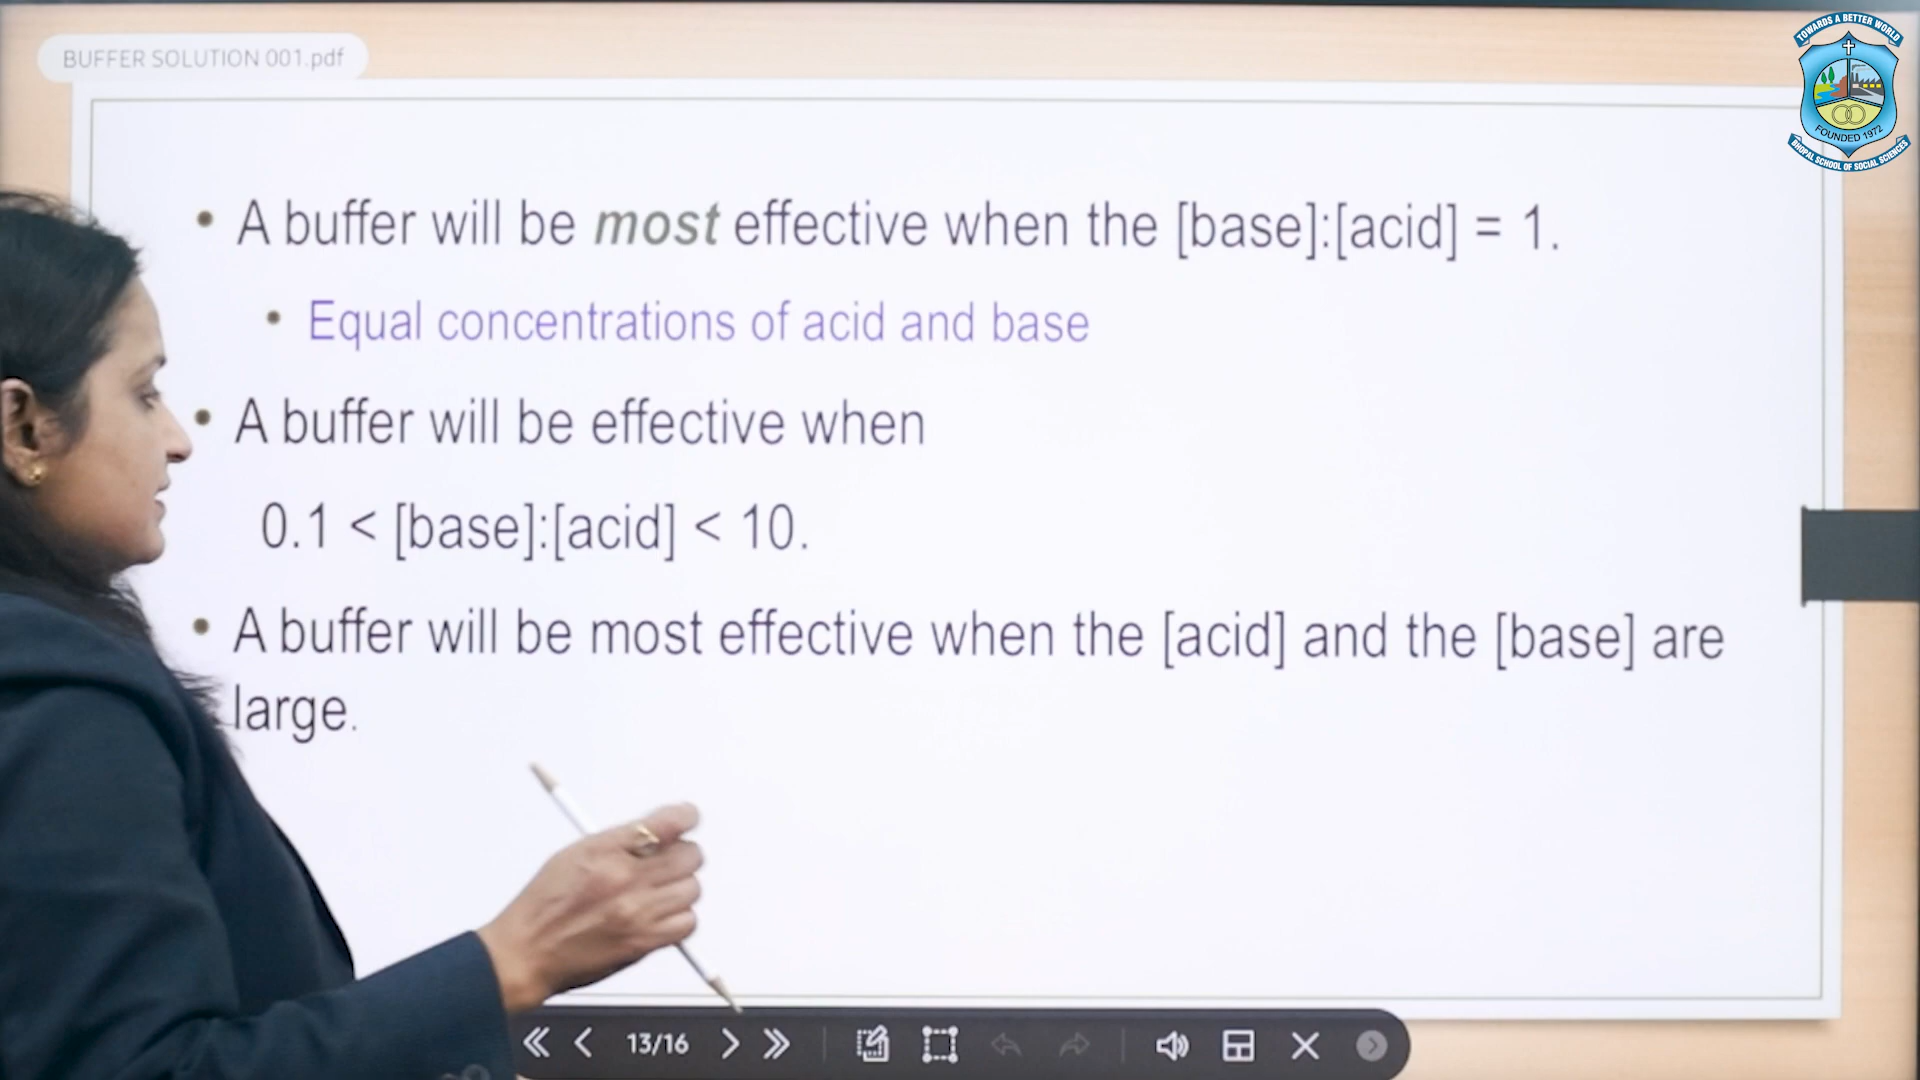 BUFFER SOLUTION 001.pdf
TOWARDS A BETTER WORLD
FOUNDED 1972
BHOPAL SCHOOL OF SOCIAL SCIENCES
• A buffer will be most effective when the [base]:[acid] = 1.
• Equal concentrations of acid and base
• A buffer will be effective when
0.1 < [base]:[acid] < 10.
• A buffer will be most effective when the [acid] and the [base] are
large.
13/16